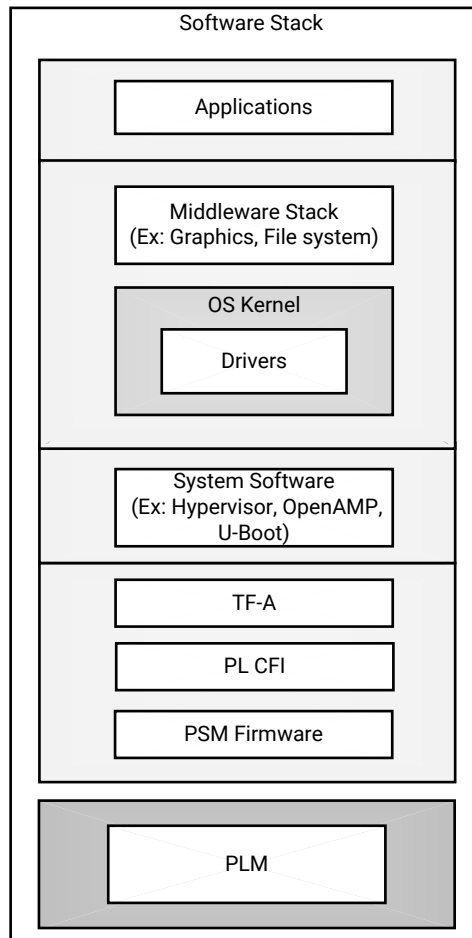 Software Stack
Applications
Middleware Stack
(Ex: Graphics, File system)
OS Kernel
Drivers
System Software
(Ex: Hypervisor, OpenAMP,
U-Boot)
TF-A
PL CFI
PSM Firmware
PLM